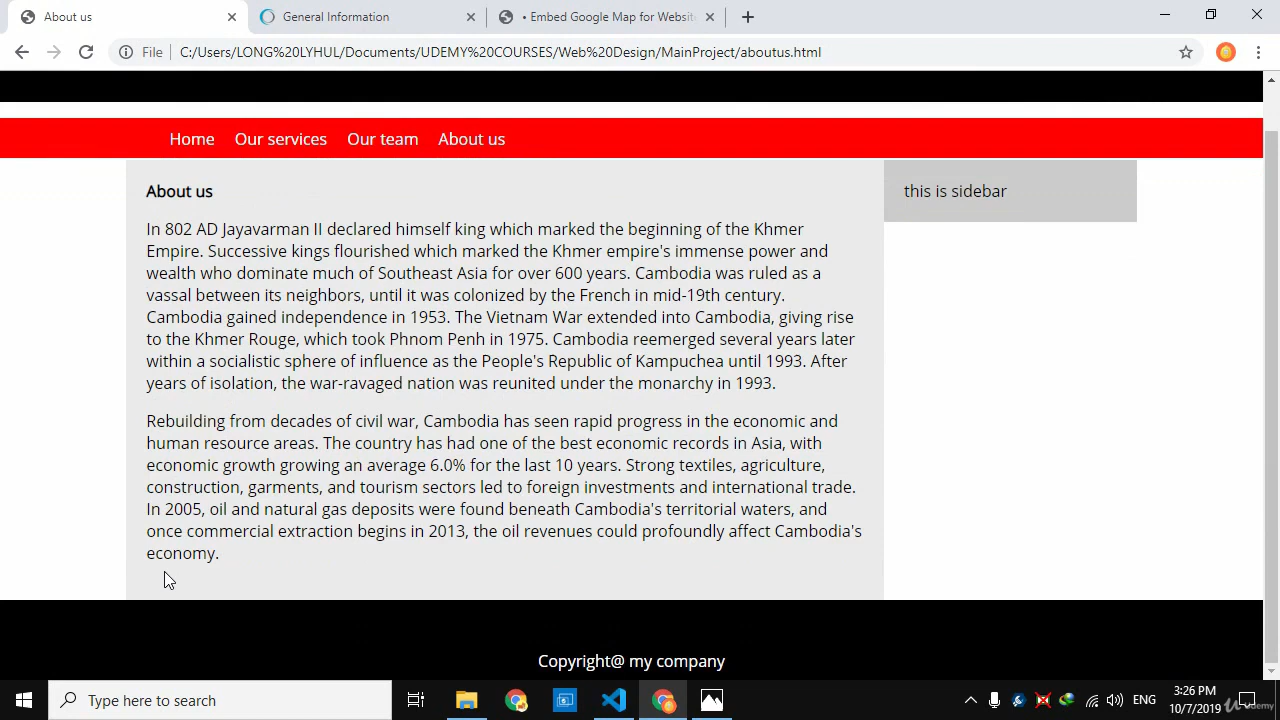 About us
General Information
• Embed Google Map for Websit
File
C:/Users/LONG%20LYHUL/Documents/UDEMY%20COURSES/Web%20Design/MainProject/aboutus.html
Home Our services Our team About us
About us
this is sidebar
In 802 AD Jayavarman II declared himself king which marked the beginning of the Khmer
Empire. Successive kings flourished which marked the Khmer empire's immense power and
wealth who dominate much of Southeast Asia for over 600 years. Cambodia was ruled as a
vassal between its neighbors, until it was colonized by the French in mid-19th century.
Cambodia gained independence in 1953. The Vietnam War extended into Cambodia, giving rise
to the Khmer Rouge, which took Phnom Penh in 1975. Cambodia reemerged several years later
within a socialistic sphere of influence as the People's Republic of Kampuchea until 1993. After
years of isolation, the war-ravaged nation was reunited under the monarchy in 1993.
Rebuilding from decades of civil war, Cambodia has seen rapid progress in the economic and
human resource areas. The country has had one of the best economic records in Asia, with
economic growth growing an average 6.0% for the last 10 years. Strong textiles, agriculture,
construction, garments, and tourism sectors led to foreign investments and international trade.
In 2005, oil and natural gas deposits were found beneath Cambodia's territorial waters, and
once commercial extraction begins in 2013, the oil revenues could profoundly affect Cambodia's
economy.
Copyright@ my company
Type here to search
ENG
3:26 PM
10/7/2019
Udemy